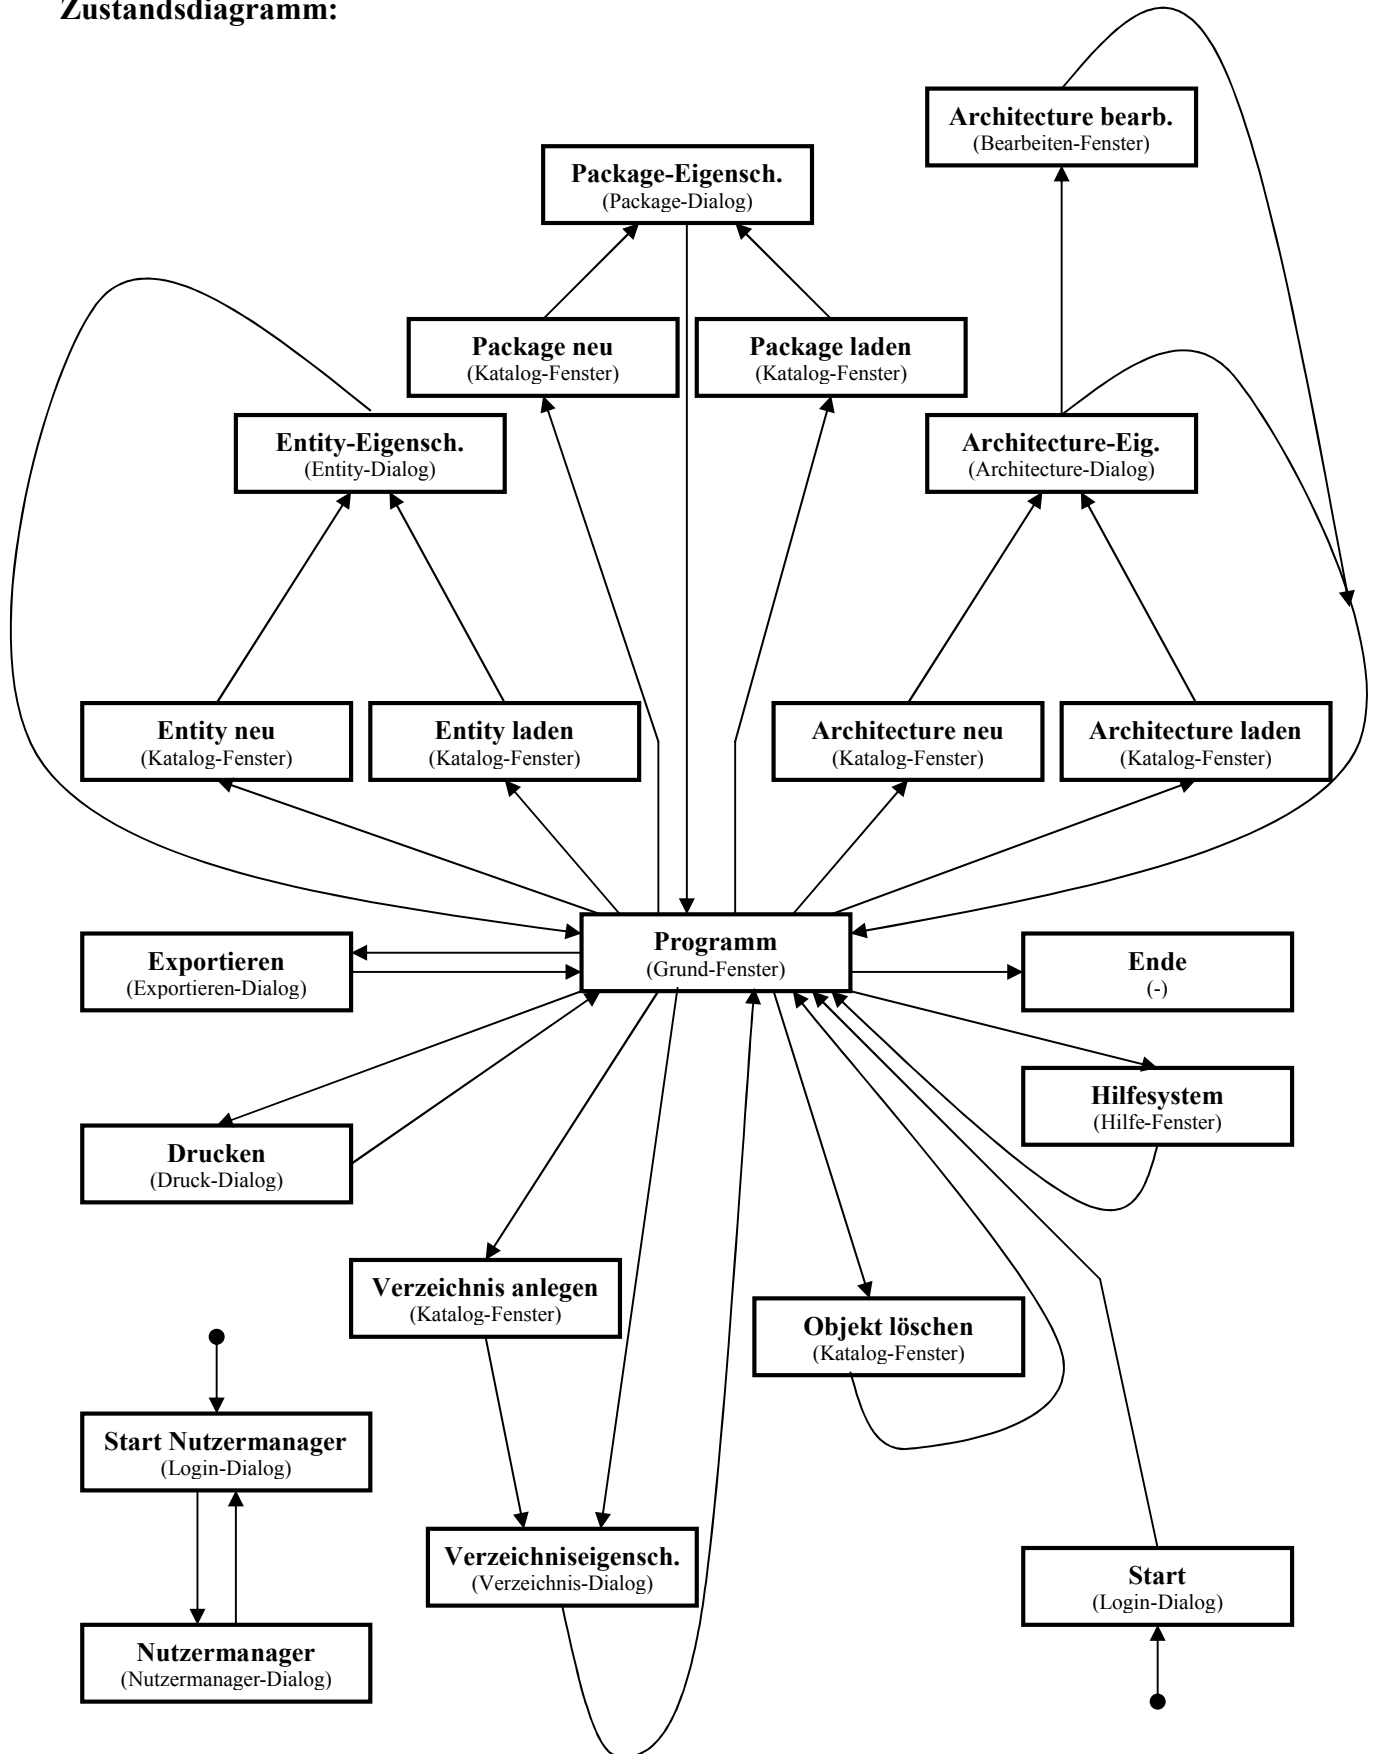 Zustandsdiagramm:
Architecture bearb.
(Bearbeiten-Fenster)
Package-Eigensch.
(Package-Dialog)
Package neu
(Katalog-Fenster)
Package laden
(Katalog-Fenster)
Entity-Eigensch.
(Entity-Dialog)
Architecture-Eig.
(Architecture-Dialog)
Entity neu
(Katalog-Fenster)
Entity laden
(Katalog-Fenster)
Architecture neu
(Katalog-Fenster)
Architecture laden
(Katalog-Fenster)
Programm
(Grund-Fenster)
Exportieren
(Exportieren-Dialog)
Ende
(-)
Hilfesystem
(Hilfe-Fenster)
Drucken
(Druck-Dialog)
Verzeichnis anlegen
(Katalog-Fenster)
Objekt löschen
(Katalog-Fenster)
Start Nutzermanager
(Login-Dialog)
Verzeichniseigensch.
(Verzeichnis-Dialog)
Start
(Login-Dialog)
Nutzermanager
(Nutzermanager-Dialog)